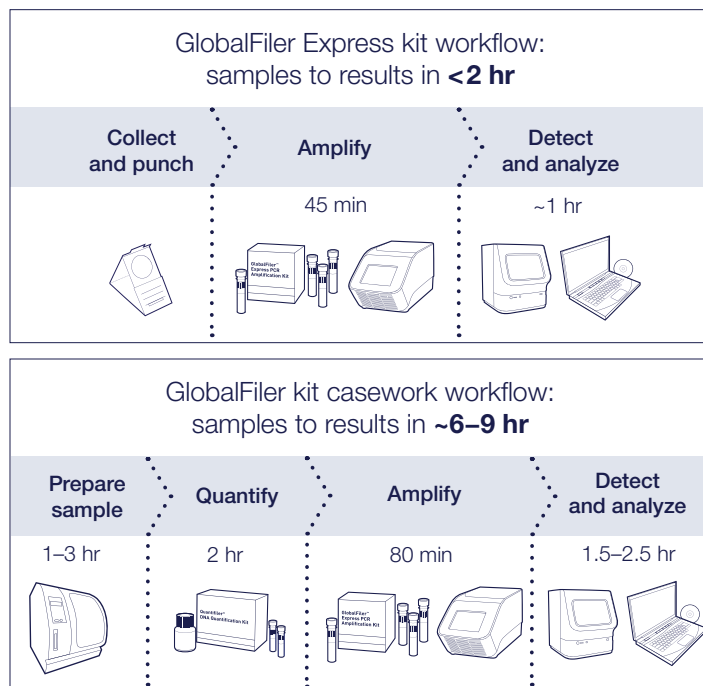 GlobalFiler Express kit workflow:
samples to results in <2 hr
Collect
and punch
Amplify
Detect
and analyze
45 min
~1 hr
GlobalFiler™
Express PCR
Amplification Kit
GlobalFiler kit casework workflow:
samples to results in ~6–9 hr
Prepare
sample
Quantify
Amplify
Detect
and analyze
1–3 hr
2 hr
80 min
1.5–2.5 hr
Quantifiler™
DNA Quantification Kit
GlobalFiler™
Express PCR
Amplification Kit